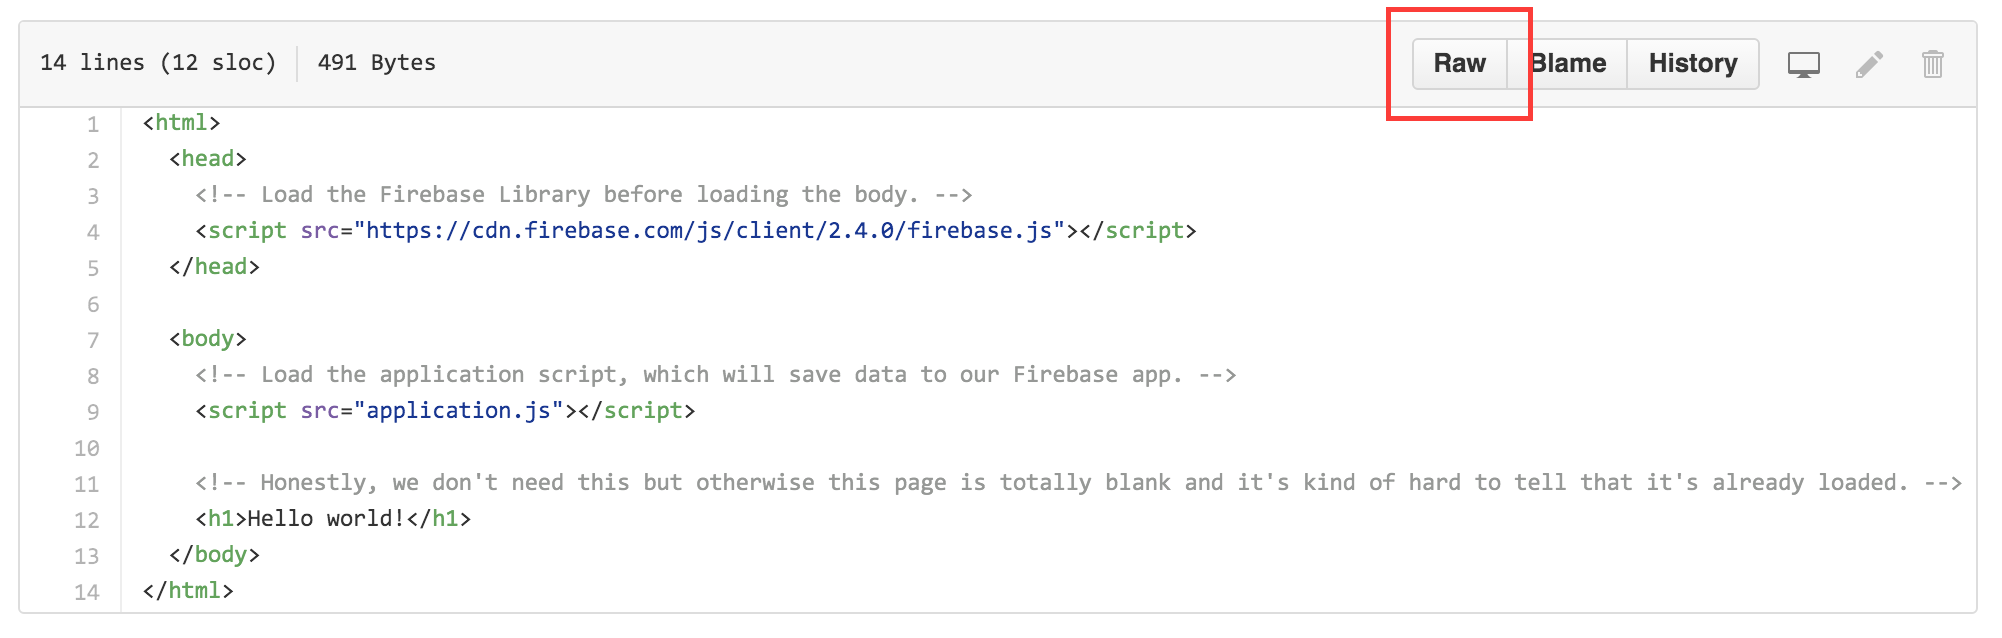 14 lines (12 sloc) 491 Bytes Raw Blame History
1 <html>
2   <head>
3     <!-- Load the Firebase Library before loading the body. -->
4     <script src="https://cdn.firebase.com/js/client/2.4.0/firebase.js"></script>
5   </head>
6
7   <body>
8     <!-- Load the application script, which will save data to our Firebase app. -->
9     <script src="application.js"></script>
10
11     <!-- Honestly, we don't need this but otherwise this page is totally blank and it's kind of hard to tell that it's already loaded. -->
12     <h1>Hello world!</h1>
13   </body>
14 </html>